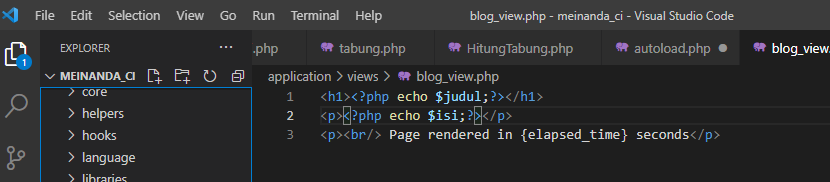 File Edit Selection View Go Run Terminal Help blog_view.php - meinanda_ci - Visual Studio Code
EXPLORER ... .php tabung.php HitungTabung.php autoload.php blog_view.php
MEINANDA_CI application > views > blog_view.php
core 1 <h1><?php echo $judul;?></h1>
helpers 2 <p><?php echo $isi;?></p>
hooks 3 <p><br/> Page rendered in {elapsed_time} seconds</p>
language
libraries
1